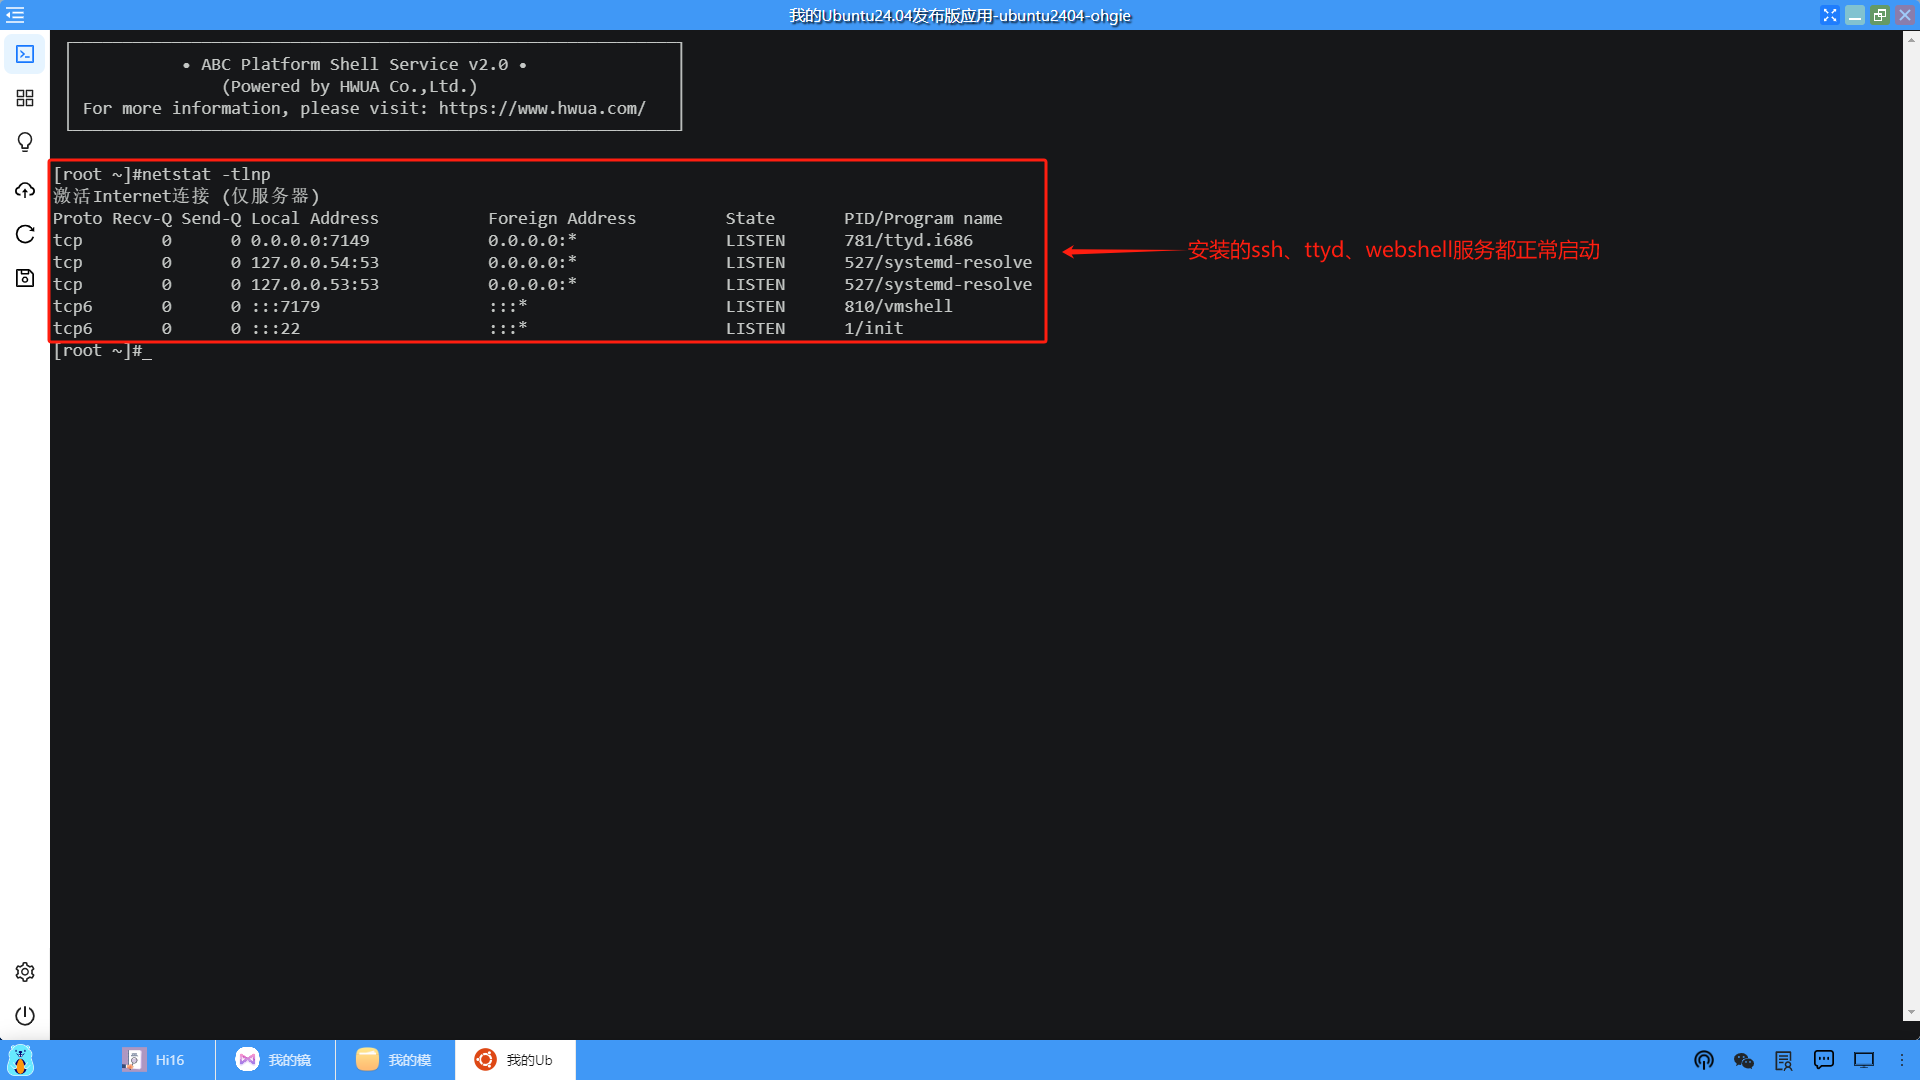 我的Ubuntu24.04发布版应用-ubuntu2404-ohgie
• ABC Platform Shell Service v2.0 •
(Powered by HWUA Co.,Ltd.)
For more information, please visit: https://www.hwua.com/
[root ~]#netstat -tlnp
激活Internet连接 (仅服务器)
Proto Recv-Q Send-Q Local Address           Foreign Address         State       PID/Program name
tcp        0      0 0.0.0.0:7149            0.0.0.0:*               LISTEN      781/ttyd.i686
tcp        0      0 127.0.0.54:53           0.0.0.0:*               LISTEN      527/systemd-resolve
tcp        0      0 127.0.0.53:53           0.0.0.0:*               LISTEN      527/systemd-resolve
tcp6       0      0 :::7179                 :::*                    LISTEN      810/vmshell
tcp6       0      0 :::22                   :::*                    LISTEN      1/init
[root ~]#_
安装的ssh、ttyd、webshell服务都正常启动
Hi16
我的镜
我的模
我的Ub